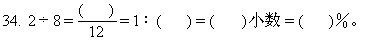 34. 2÷8=(   )/12=1：(   )=(   )小数=(   )％。